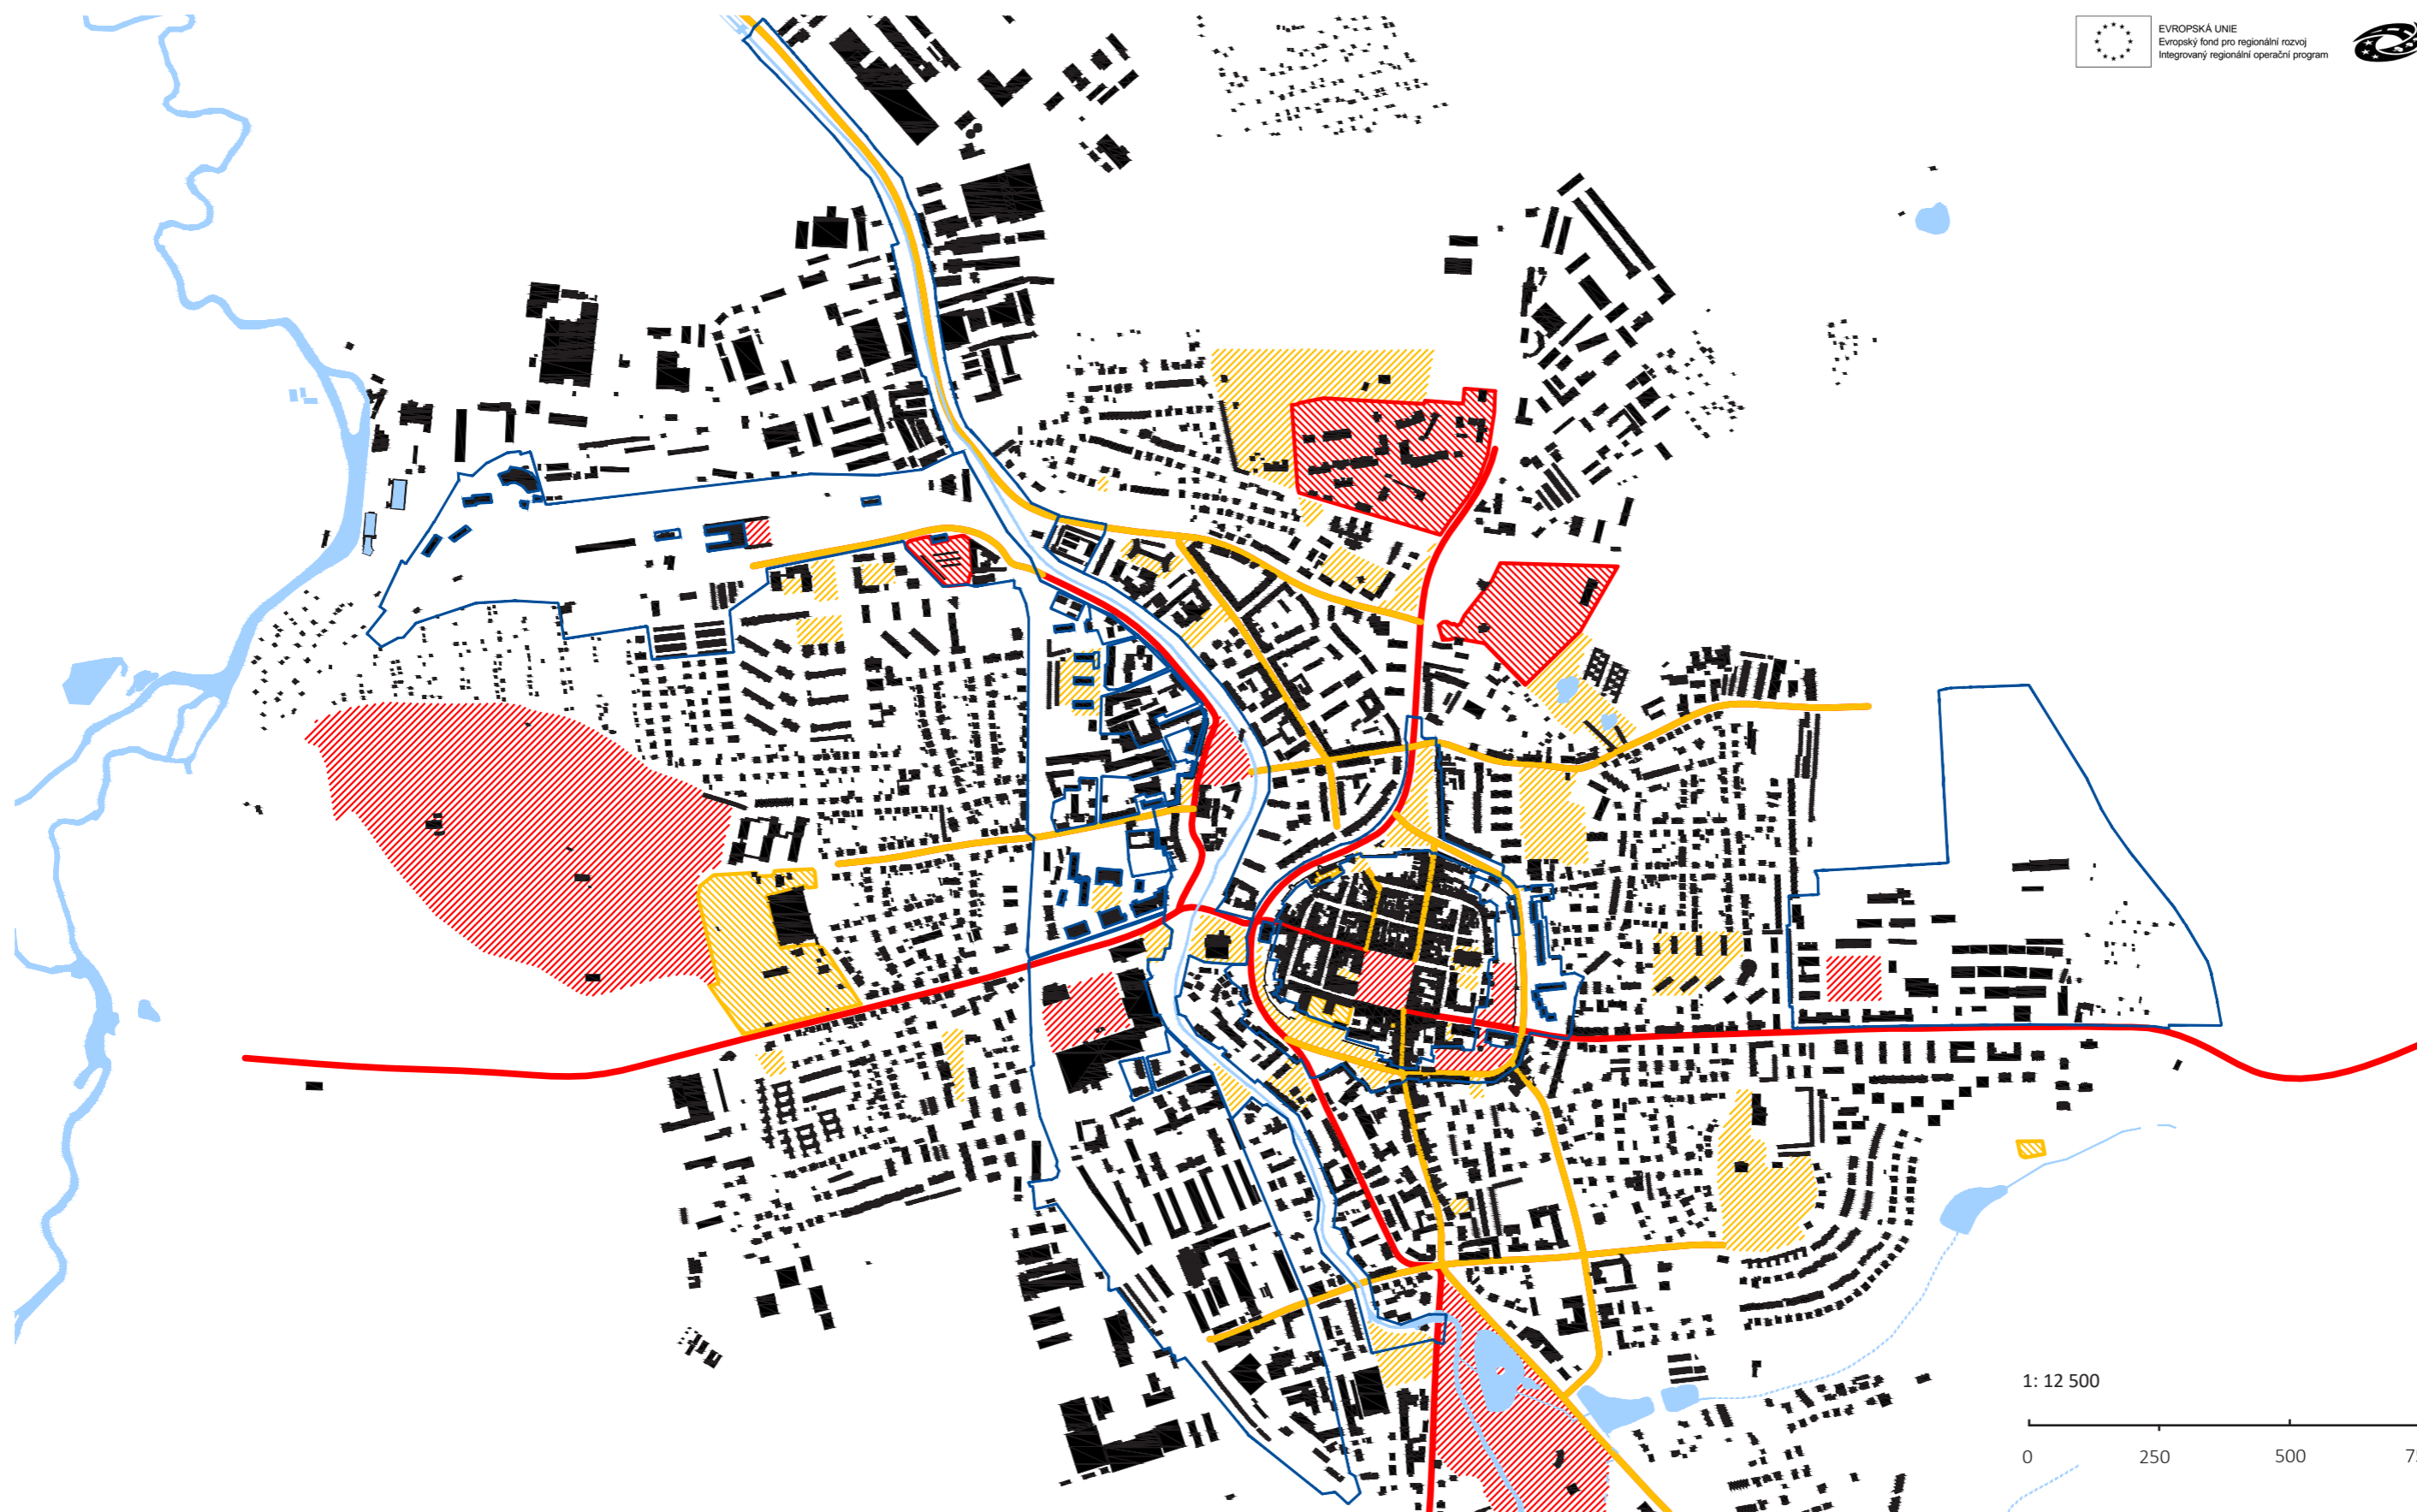 EVROPSKÁ UNIE
Evropský fond pro regionální rozvoj
Integrovaný regionální operační program
1: 12 500
0 250 500